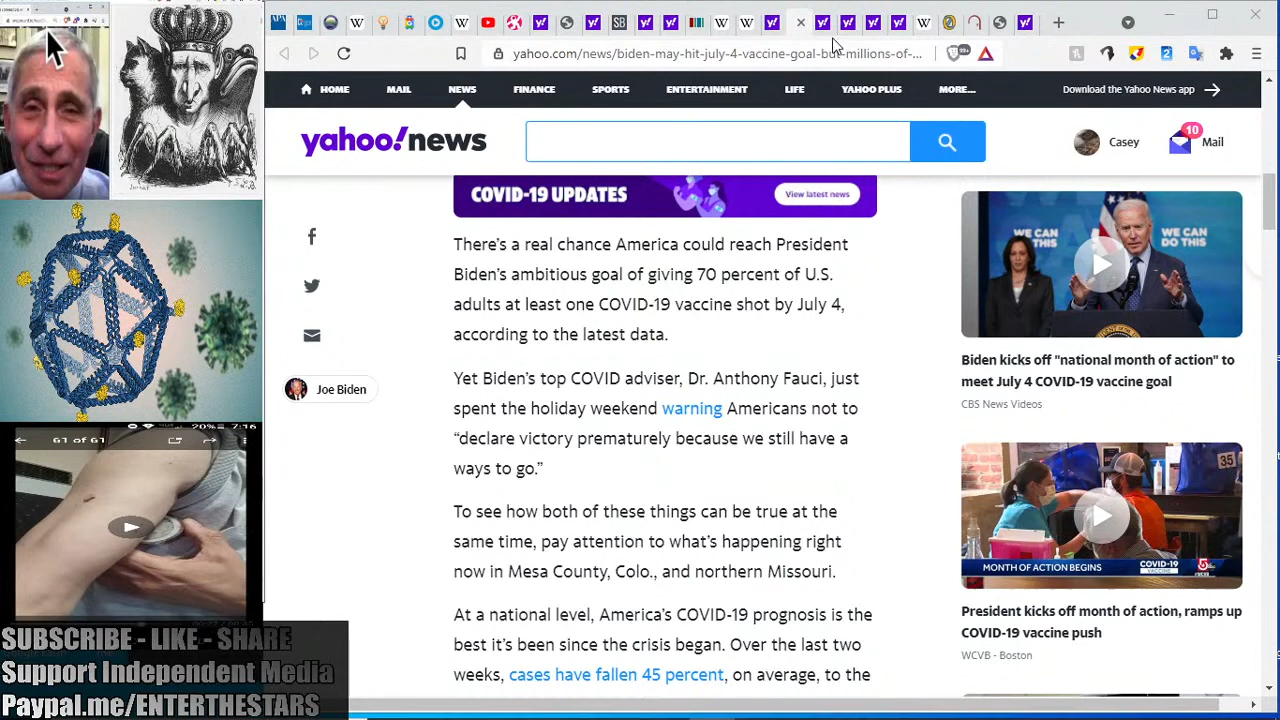 yahoo.com/news/biden-may-hit-july-4-vaccine-goal-but-millions-of-...
99+
2
HOME
MAIL
NEWS
FINANCE
SPORTS
ENTERTAINMENT
LIFE
YAHOO PLUS
MORE...
Download the Yahoo News app
yahoo!news
Casey
10
Mail
COVID-19 UPDATES
View latest news
There's a real chance America could reach President
Biden's ambitious goal of giving 70 percent of U.S.
adults at least one COVID-19 vaccine shot by July 4,
according to the latest data.
Yet Biden's top COVID adviser, Dr. Anthony Fauci, just
spent the holiday weekend warning Americans not to
“declare victory prematurely because we still have a
ways to go.”
To see how both of these things can be true at the
same time, pay attention to what's happening right
now in Mesa County, Colo., and northern Missouri.
At a national level, America's COVID-19 prognosis is the
best it's been since the crisis began. Over the last two
weeks, cases have fallen 45 percent, on average, to the
Joe Biden
WE CAN
DO THIS
WE CAN
DO THIS
Biden kicks off "national month of action" to
meet July 4 COVID-19 vaccine goal
CBS News Videos
35
MONTH OF ACTION BEGINS
COVID-19
VACCINE
5
President kicks off month of action, ramps up
COVID-19 vaccine push
WCVB - Boston
20% 7:16
61 of 61
SUBSCRIBE - LIKE - SHARE
Support Independent Media
Paypal.me/ENTERTHESTARS